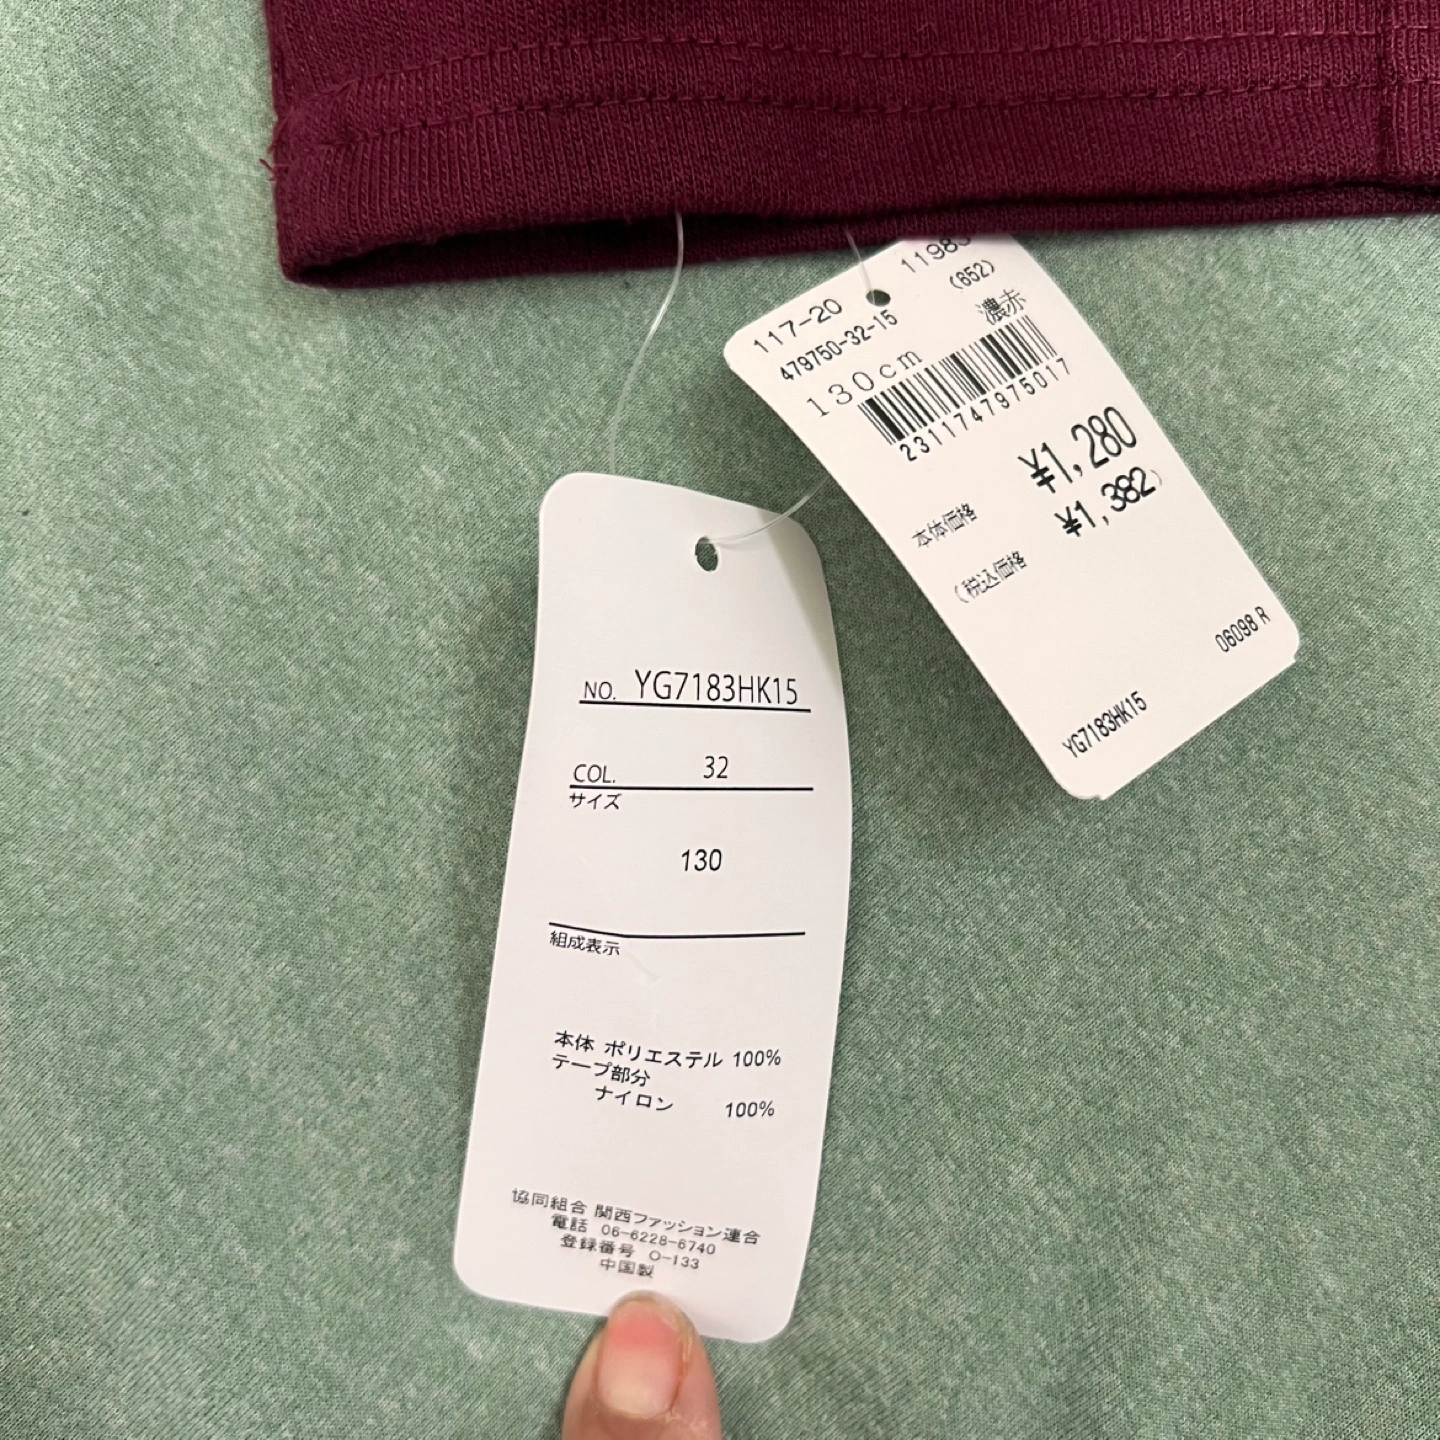 117-20 11983
479750-32-15 (652)
130cm 濃赤
2311747975017
本体価格 ¥1,280
(税込価格 ¥1,382)
06098 R
YG7183HK15
NO. YG7183HK15
COL. 32
サイズ
130
組成表示
本体 ポリエステル 100%
テープ部分
ナイロン 100%
協同組合 関西ファッション連合
電話 06-6228-6740
登録番号 O-133
中国製